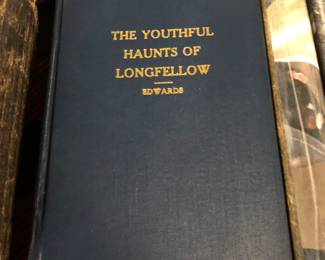 THE YOUTHFUL
HAUNTS OF
LONGFELLOW
EDWARDS